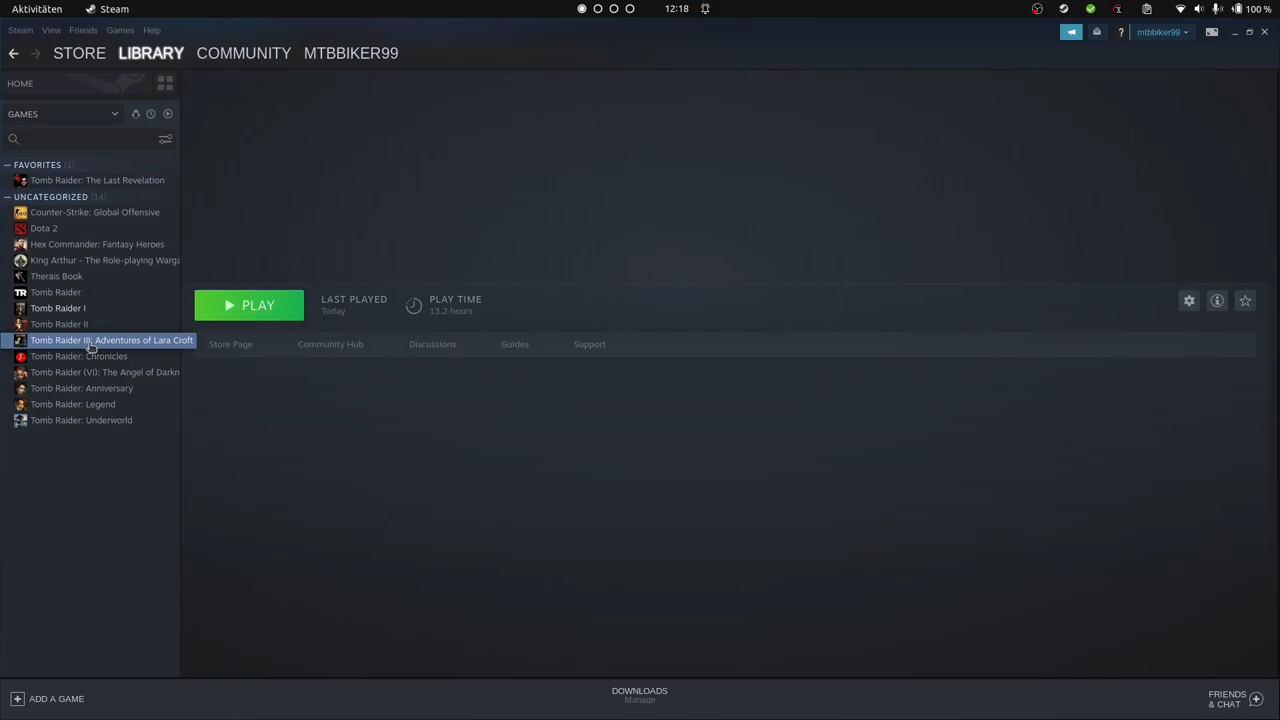 Aktivitäten Steam 12:18 100 %
Steam View Friends Games Help
mtbbiker99
STORE LIBRARY COMMUNITY MTBBIKER99
HOME
GAMES
FAVORITES (1)
Tomb Raider: The Last Revelation
UNCATEGORIZED (14)
Counter-Strike: Global Offensive
Dota 2
Hex Commander: Fantasy Heroes
King Arthur - The Role-playing Warga
Therais Book
TR Tomb Raider
Tomb Raider I
Tomb Raider II
Tomb Raider III: Adventures of Lara Croft
Tomb Raider: Chronicles
Tomb Raider (VI): The Angel of Darkn
Tomb Raider: Anniversary
Tomb Raider: Legend
Tomb Raider: Underworld
PLAY
LAST PLAYED
Today
PLAY TIME
13.2 hours
Store Page Community Hub Discussions Guides Support
ADD A GAME
DOWNLOADS
Manage
FRIENDS
& CHAT